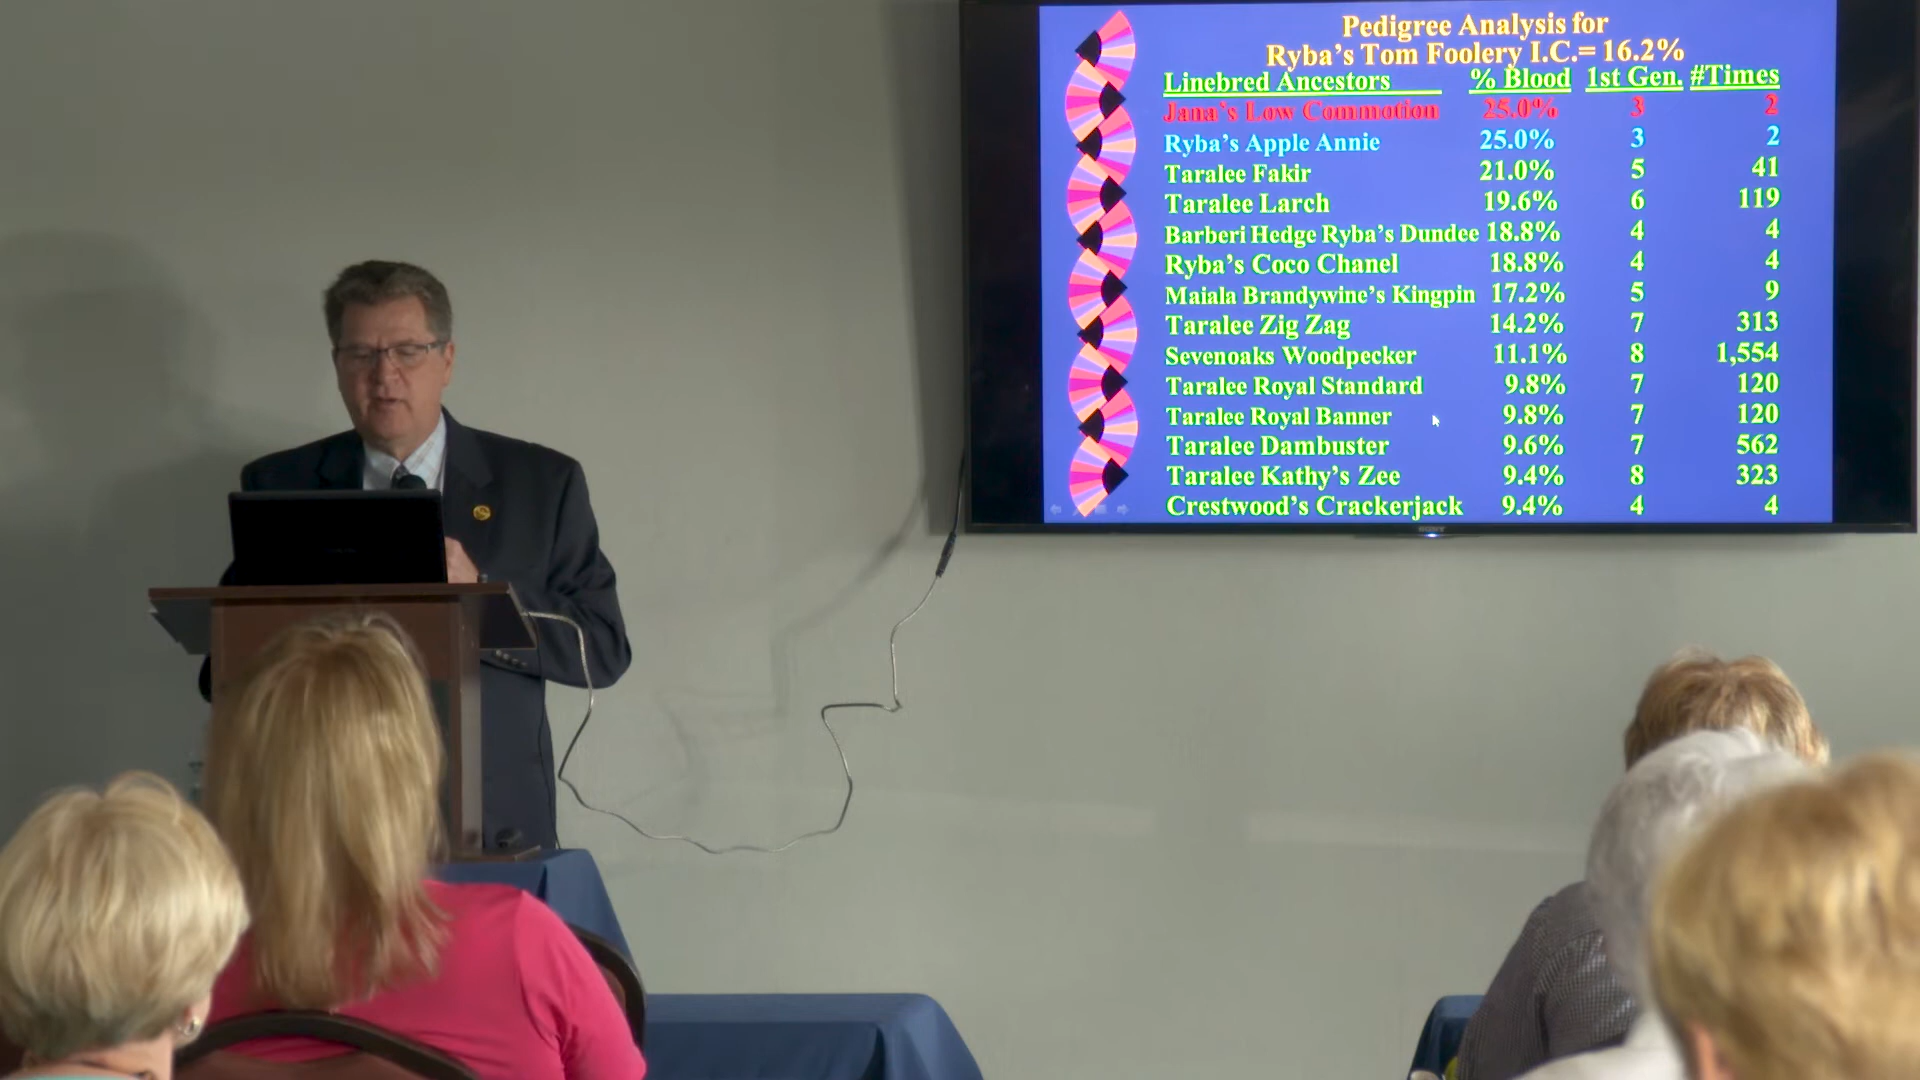 Pedigree Analysis for
Ryba's Tom Foolery I.C.= 16.2%
Linebred Ancestors % Blood 1st Gen. #Times
Jana's Low Commotion 25.0% 3 2
Ryba's Apple Annie 25.0% 3 2
Taralee Fakir 21.0% 5 41
Taralee Larch 19.6% 6 119
Barberi Hedge Ryba's Dundee 18.8% 4 4
Ryba's Coco Chanel 18.8% 4 4
Maiala Brandywine's Kingpin 17.2% 5 9
Taralee Zig Zag 14.2% 7 313
Sevenoaks Woodpecker 11.1% 8 1,554
Taralee Royal Standard 9.8% 7 120
Taralee Royal Banner 9.8% 7 120
Taralee Dambuster 9.6% 7 562
Taralee Kathy's Zee 9.4% 8 323
Crestwood's Crackerjack 9.4% 4 4
SONY